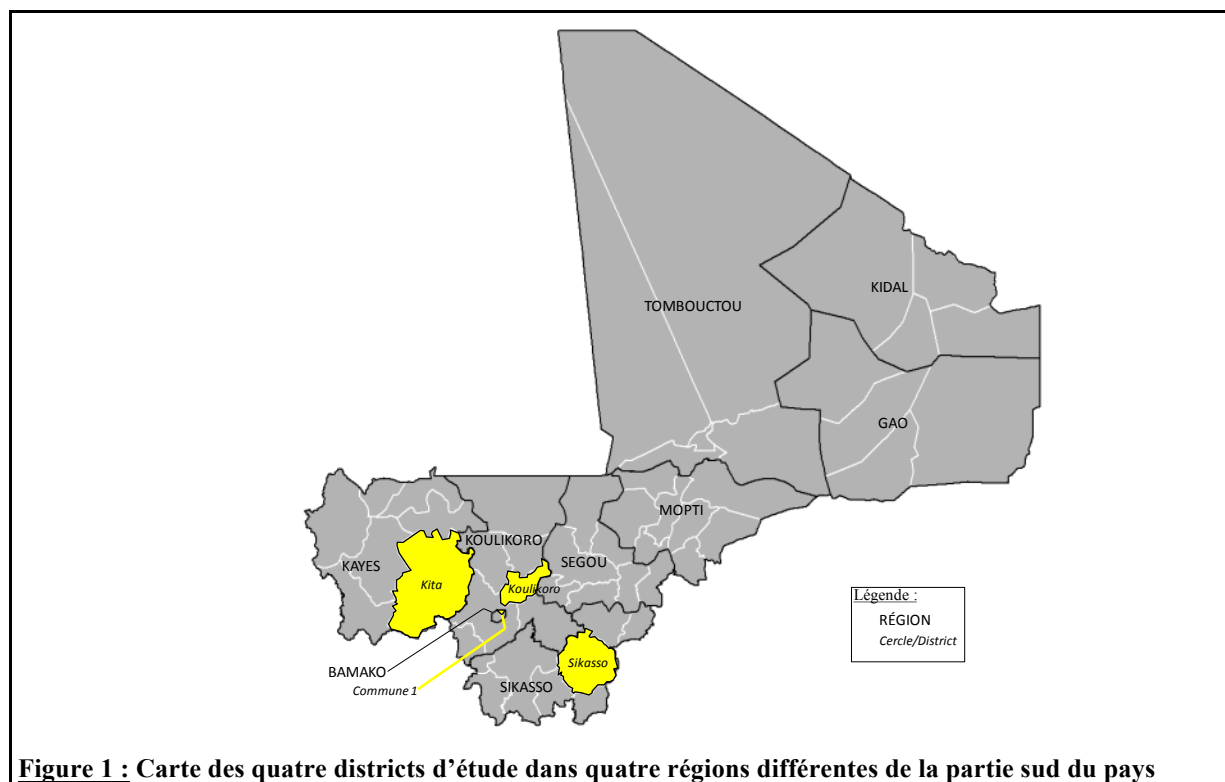 KIDAL
TOMBOUCTOU
GAO
MOPTI
KOULIKORO
SEGOU
KAYES
Kita
Koulikoro
Légende :
RÉGION
Cercle/District
Sikasso
BAMAKO
SIKASSO
Commune 1
Figure 1 : Carte des quatre districts d’étude dans quatre régions différentes de la partie sud du pays